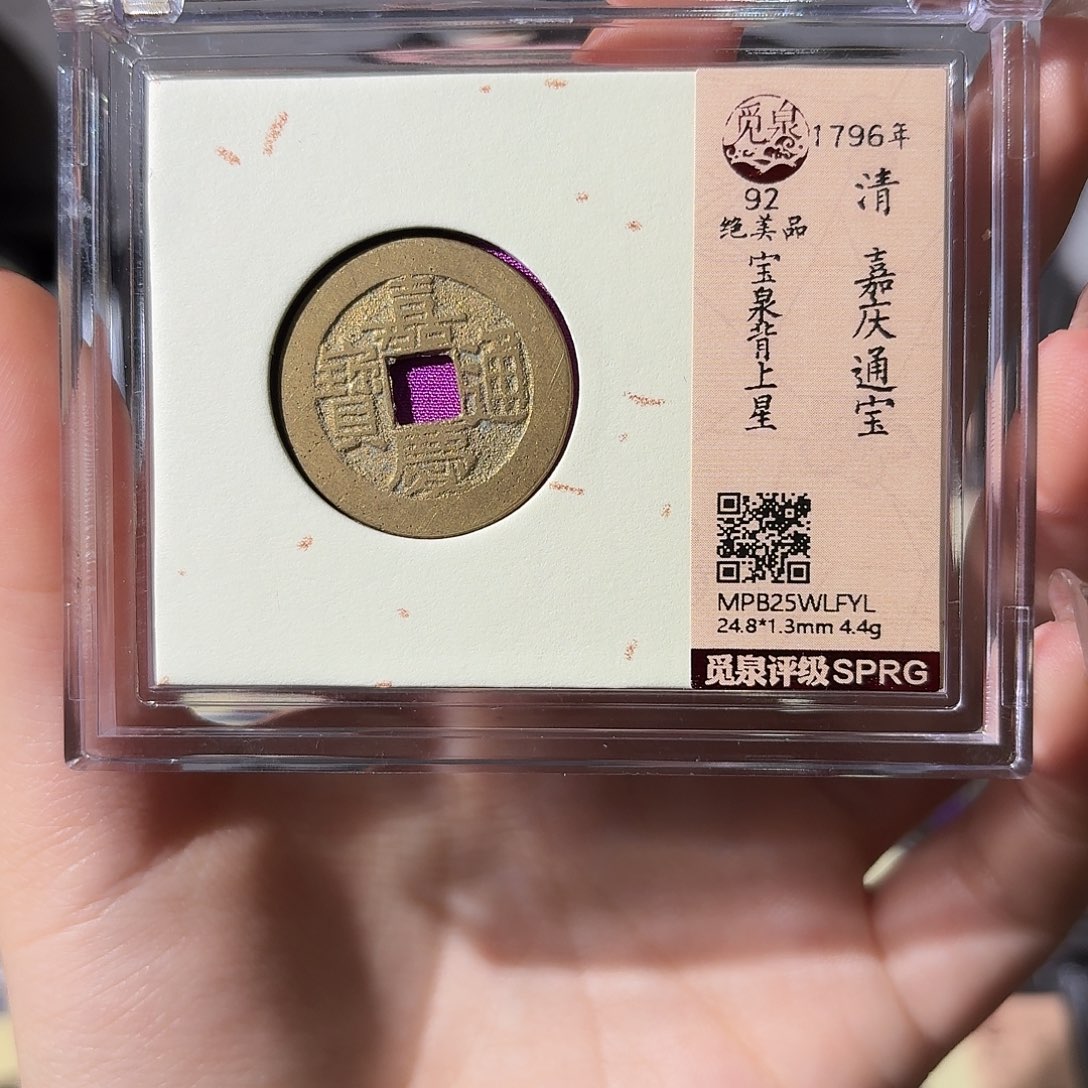 嘉慶通寶
觅泉
1796年
清 嘉庆通宝
92
绝美品
宝泉背上星
MPB25WLFYL
24.8*1.3mm 4.4g
觅泉评级SPRG